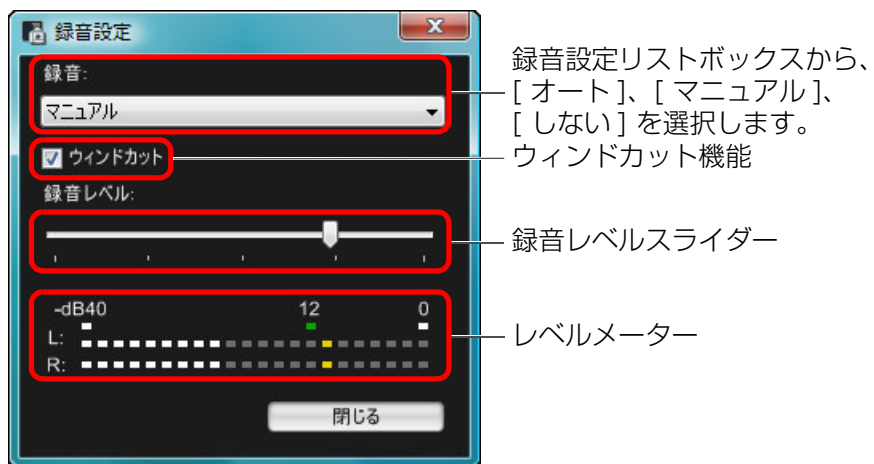 録音設定
録音:
マニュアル
ウィンドカット
録音レベル:
-dB40 12 0
L:
R:
閉じる
録音設定リストボックスから、
[ オート ]、[ マニュアル ]、
[ しない ] を選択します。
ウィンドカット機能
録音レベルスライダー
レベルメーター